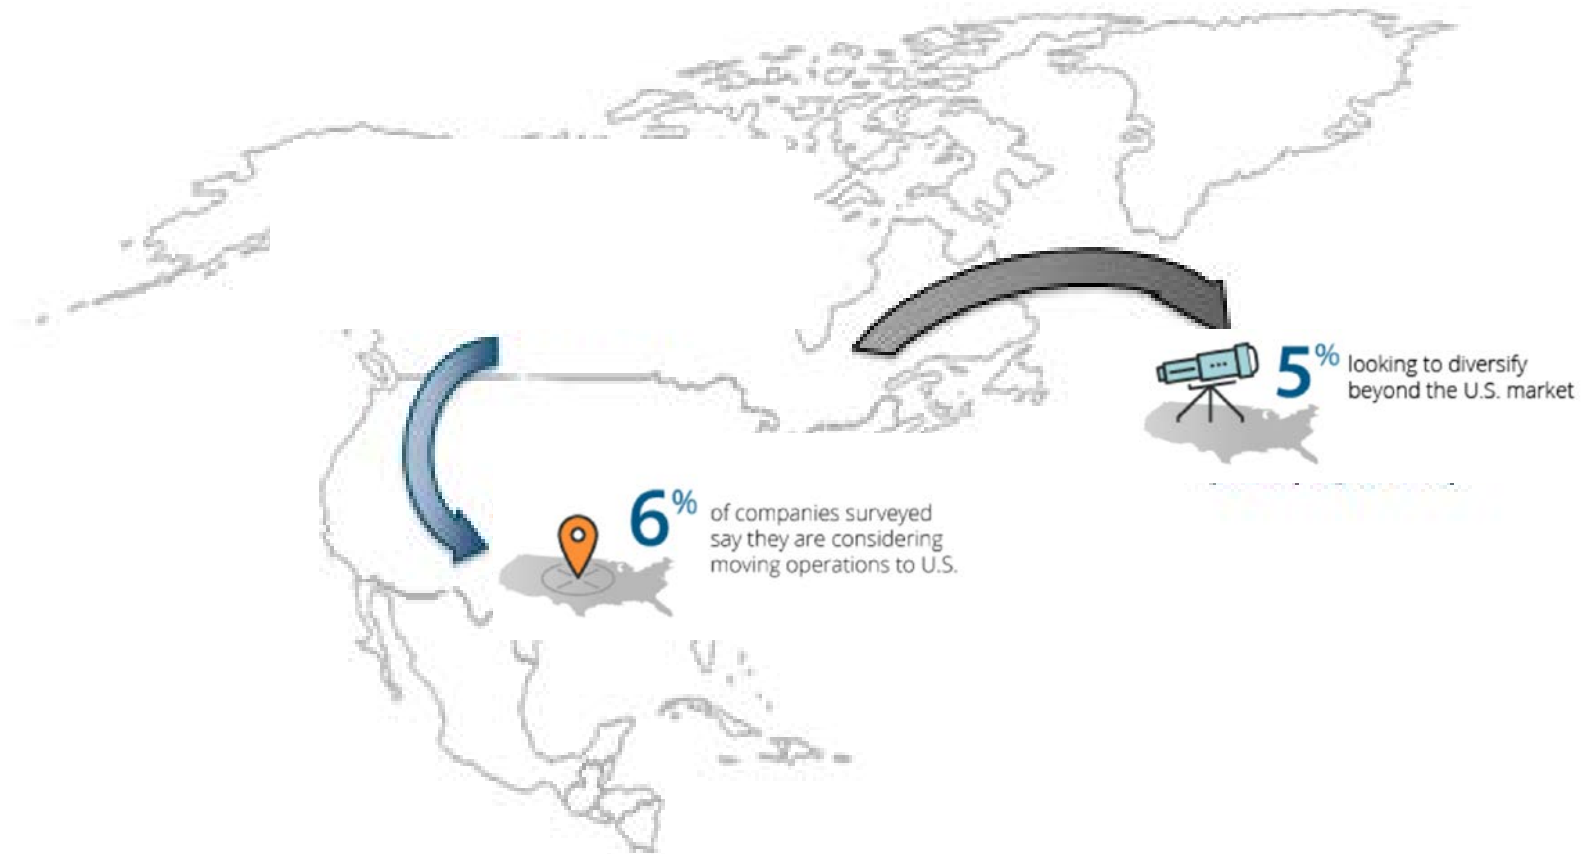 5% looking to diversify
beyond the U.S. market
6% of companies surveyed
say they are considering
moving operations to U.S.